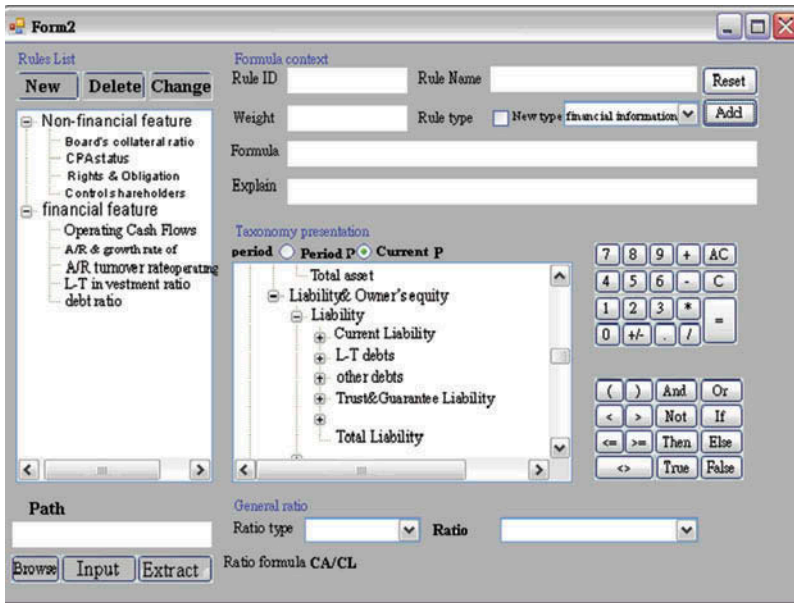 Form2
Rules List
New Delete Change
Non-financial feature
Board's collateral ratio
CPAstatus
Rights & Obligation
Controlshareholders
financial feature
Operating Cash Flows
A/R & growth rate of
A/R turnover rateoperating
L-T in vestment ratio
debt ratio
Path
Browse Input Extract
Formula context
Rule ID Rule Name Reset
Weight Rule type New type financial information Add
Formula
Explain
Taxonomy presentation
period Period P Current P
Total asset
Liability& Owner's equity
Liability
Current Liability
L-T debts
other debts
Trust&Guarantee Liability
Total Liability
7 8 9 + AC
4 5 6 - C
1 2 3 * =
0 +/- . /
( ) And Or
< > Not If
<= >= Then Else
<> True False
General ratio
Ratio type Ratio
Ratio formula CA/CL